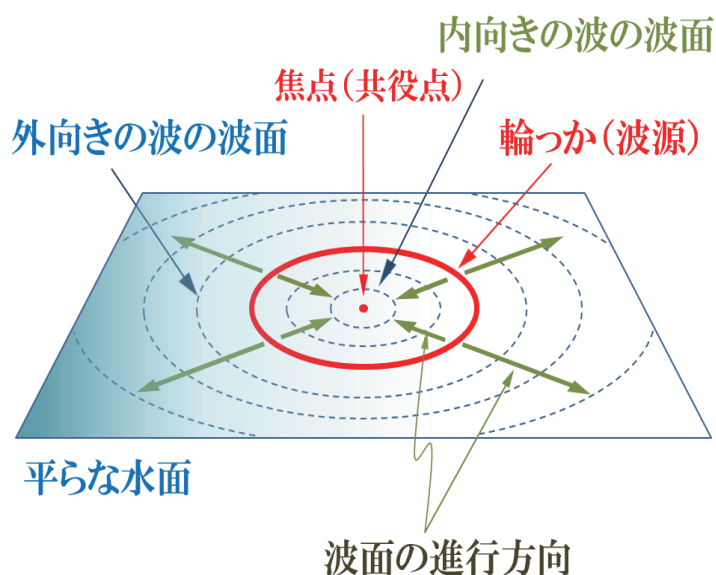 内向きの波の波面
焦点（共役点）
外向きの波の波面
輪っか（波源）
平らな水面
波面の進行方向